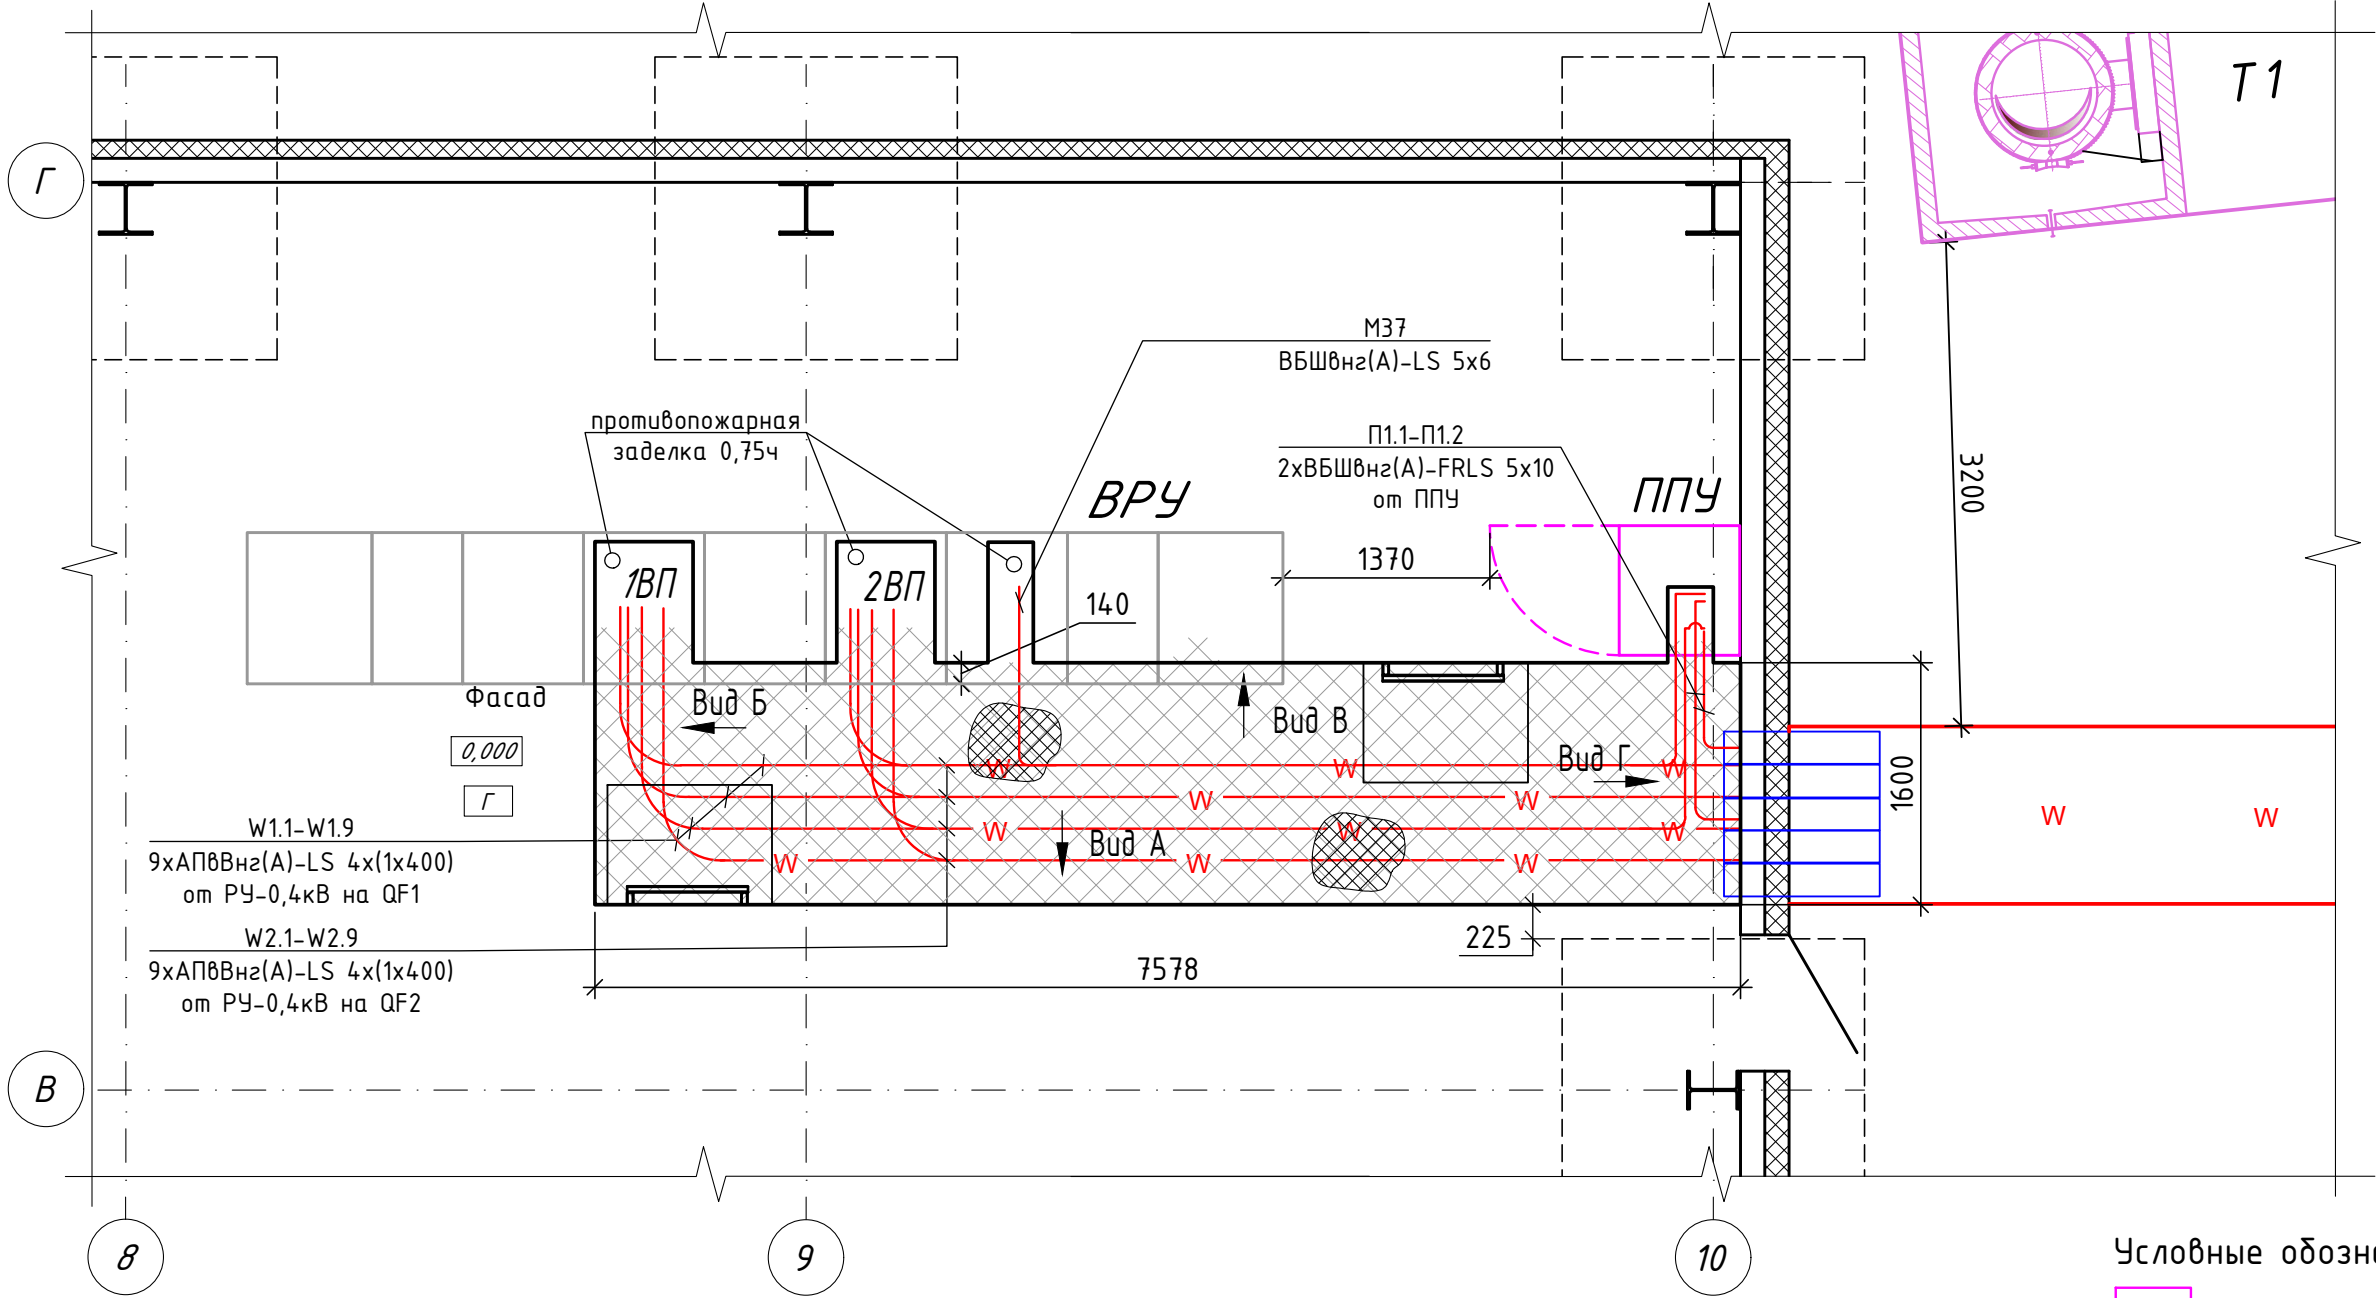 Т1
Г
М37
ВБШвнг(А)-LS 5х6
противопожарная
заделка 0,75ч
П1.1-П1.2
2хВБШвнг(А)-FRLS 5х10
от ППУ
ВРУ
ППУ
3200
1370
1ВП
2ВП
140
Фасад
Вид Б
Вид В
0,000
Вид Г
W
W
W
1600
Г
W
W
W
W
W1.1-W1.9
W
W
W
Вид А
9хАПвВнг(А)-LS 4х(1х400)
W
W
W
от РУ-0,4кВ на QF1
W2.1-W2.9
225
9хАПвВнг(А)-LS 4х(1х400)
7578
от РУ-0,4кВ на QF2
В
8
9
10
Условные обозн